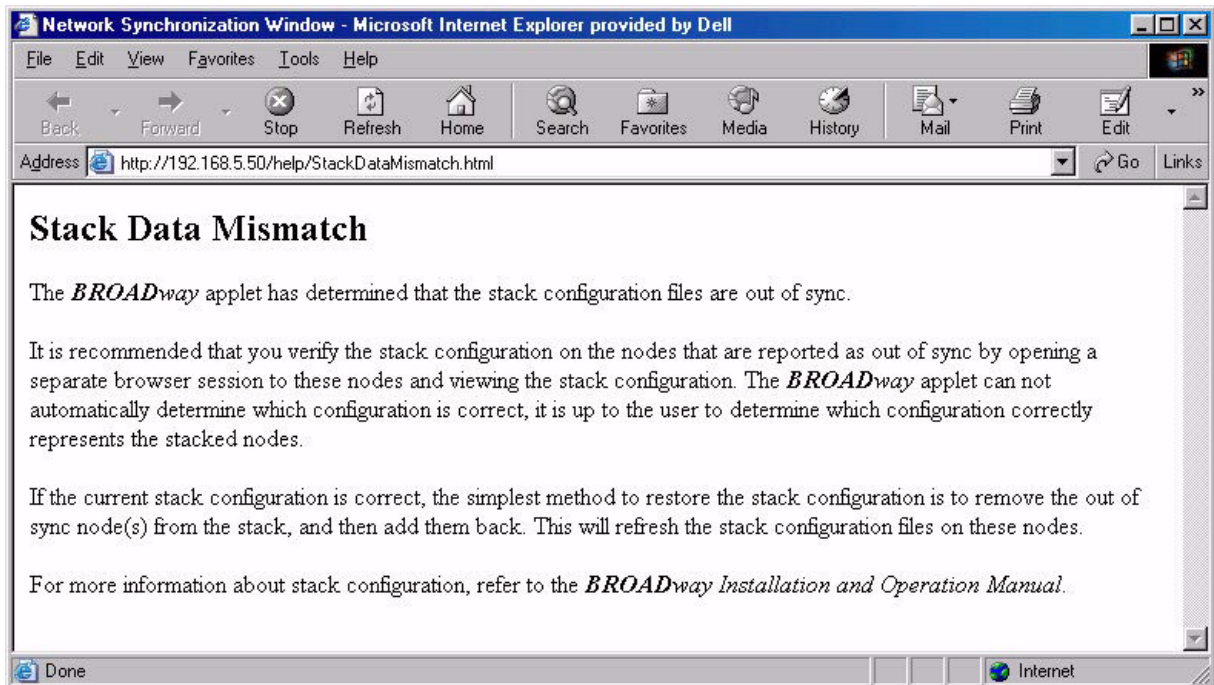 Network Synchronization Window - Microsoft Internet Explorer provided by Dell
File Edit View Favorites Tools Help
Back Forward Stop Refresh Home Search Favorites Media History Mail Print Edit »
Address http://192.168.5.50/help/StackDataMismatch.html Go Links
Stack Data Mismatch
The BROADway applet has determined that the stack configuration files are out of sync.
It is recommended that you verify the stack configuration on the nodes that are reported as out of sync by opening a
separate browser session to these nodes and viewing the stack configuration. The BROADway applet can not
automatically determine which configuration is correct, it is up to the user to determine which configuration correctly
represents the stacked nodes.
If the current stack configuration is correct, the simplest method to restore the stack configuration is to remove the out of
sync node(s) from the stack, and then add them back. This will refresh the stack configuration files on these nodes.
For more information about stack configuration, refer to the BROADway Installation and Operation Manual.
Done Internet